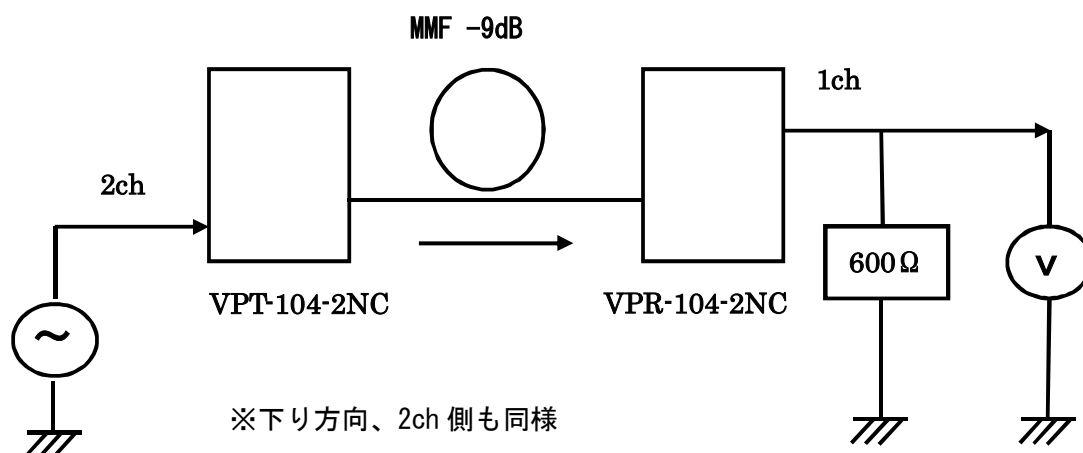 MMF -9dB
1ch
2ch
600Ω
V
~
VPT-104-2NC
VPR-104-2NC
※下り方向、2ch 側も同様